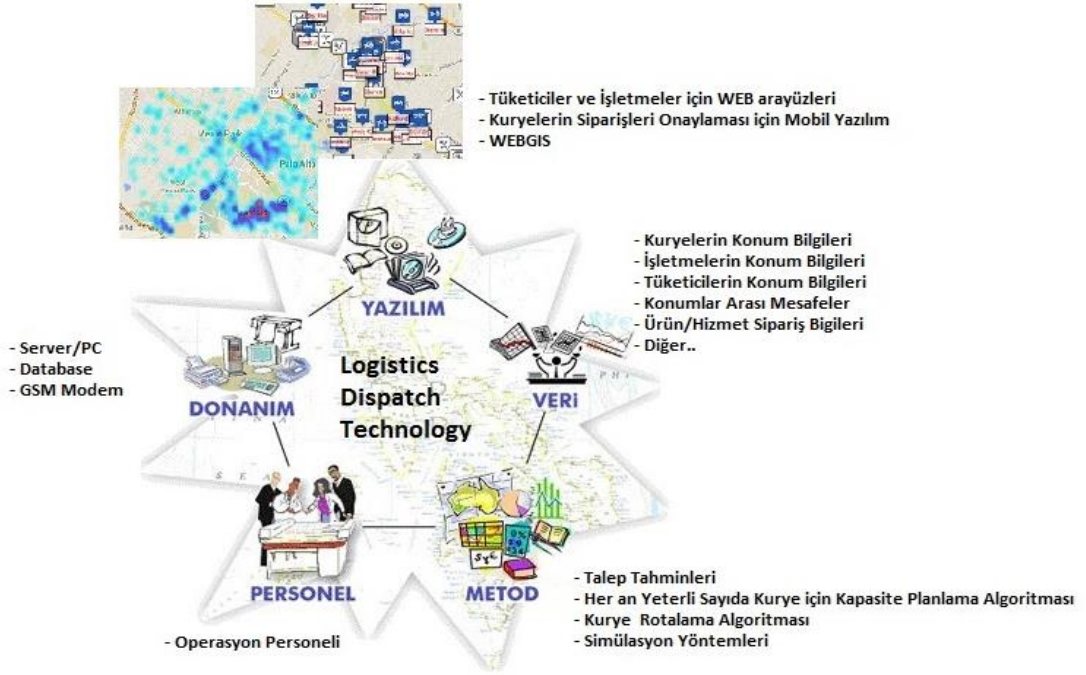 - Tüketiciler ve İşletmeler için WEB arayüzleri
- Kuryelerin Siparişleri Onaylaması için Mobil Yazılım
- WEBGIS
YAZILIM
- Kuryelerin Konum Bilgileri
- İşletmelerin Konum Bilgileri
- Tüketicilerin Konum Bilgileri
- Konumlar Arası Mesafeler
- Ürün/Hizmet Sipariş Bigileri
- Diğer..
VERİ
- Server/PC
- Database
- GSM Modem
DONANIM
Logistics
Dispatch
Technology
PERSONEL
- Operasyon Personeli
METOD
- Talep Tahminleri
- Her an Yeterli Sayıda Kurye için Kapasite Planlama Algoritması
- Kurye Rotalama Algoritması
- Simülasyon Yöntemleri